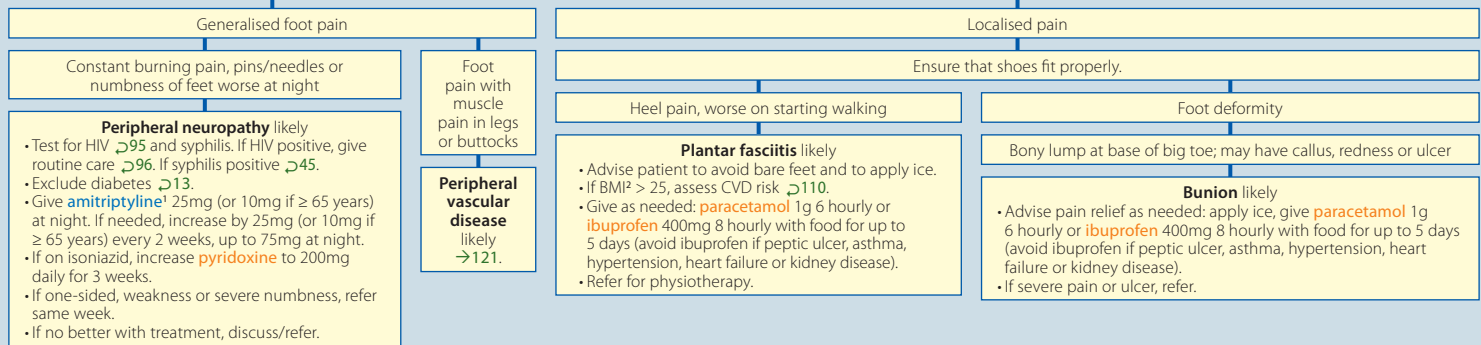 Generalised foot pain
Constant burning pain, pins/needles or
numbness of feet worse at night
Foot
pain with
muscle
pain in legs
or buttocks
Peripheral neuropathy likely
• Test for HIV ⮌95 and syphilis. If HIV positive, give
routine care ⮌96. If syphilis positive ⮌45.
• Exclude diabetes ⮌13.
• Give amitriptyline¹ 25mg (or 10mg if ≥ 65 years)
at night. If needed, increase by 25mg (or 10mg if
≥ 65 years) every 2 weeks, up to 75mg at night.
• If on isoniazid, increase pyridoxine to 200mg
daily for 3 weeks.
• If one-sided, weakness or severe numbness, refer
same week.
• If no better with treatment, discuss/refer.
Peripheral
vascular
disease
likely
→121.
Localised pain
Ensure that shoes fit properly.
Heel pain, worse on starting walking
Plantar fasciitis likely
• Advise patient to avoid bare feet and to apply ice.
• If BMI² > 25, assess CVD risk ⮌110.
• Give as needed: paracetamol 1g 6 hourly or
ibuprofen 400mg 8 hourly with food for up to
5 days (avoid ibuprofen if peptic ulcer, asthma,
hypertension, heart failure or kidney disease).
• Refer for physiotherapy.
Foot deformity
Bony lump at base of big toe; may have callus, redness or ulcer
Bunion likely
• Advise pain relief as needed: apply ice, give paracetamol 1g
6 hourly or ibuprofen 400mg 8 hourly with food for up to 5 days
(avoid ibuprofen if peptic ulcer, asthma, hypertension, heart
failure or kidney disease).
• If severe pain or ulcer, refer.